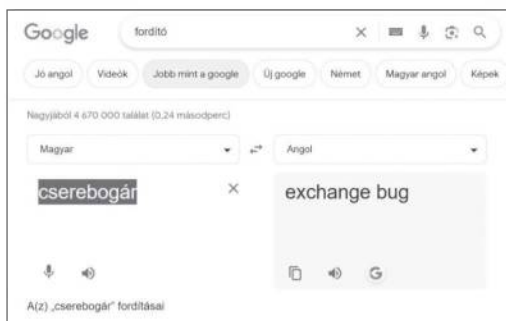 Google fordító
Jó angol Videók Jobb mint a google Új google Német Magyar angol Képek
Nagyjából 4 670 000 találat (0,24 másodperc)
Magyar Angol
cserebogár exchange bug
G
A(z) „cserebogár” fordításai